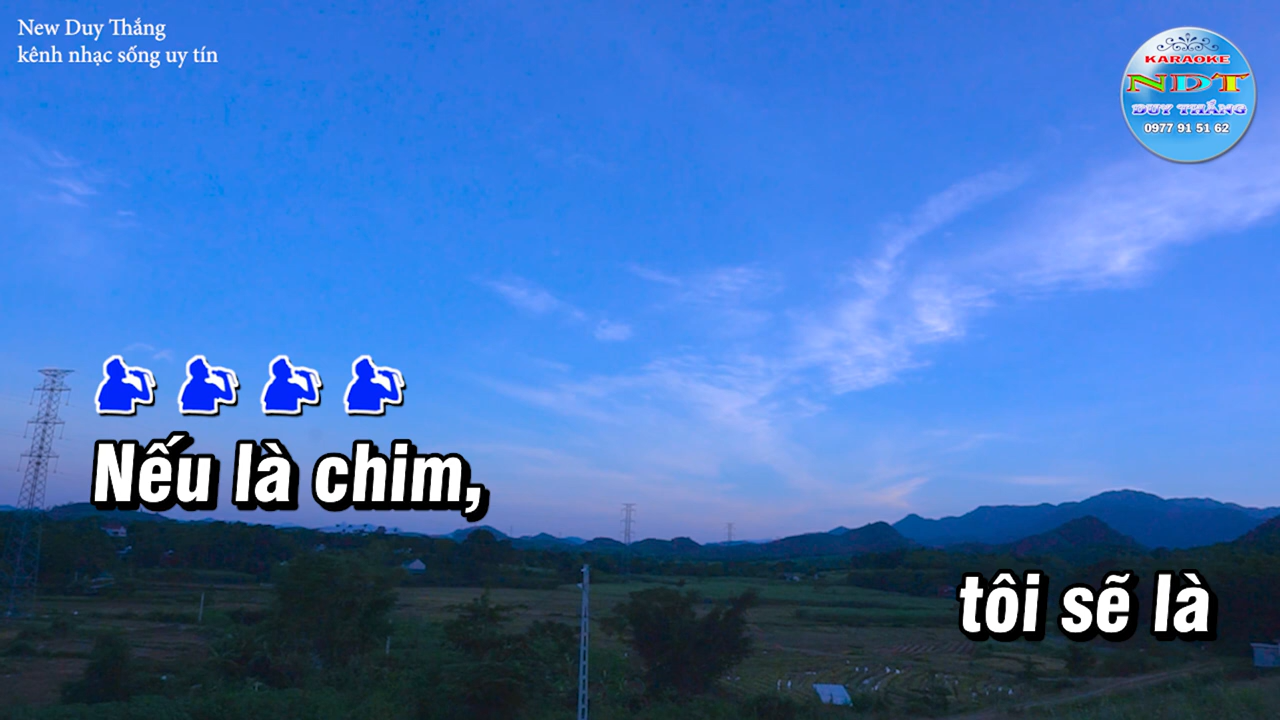 New Duy Thắng
kênh nhạc sống uy tín
KARAOKE
NDT
DUY THẮNG
0977 91 51 62
Nếu là chim,
tôi sẽ là